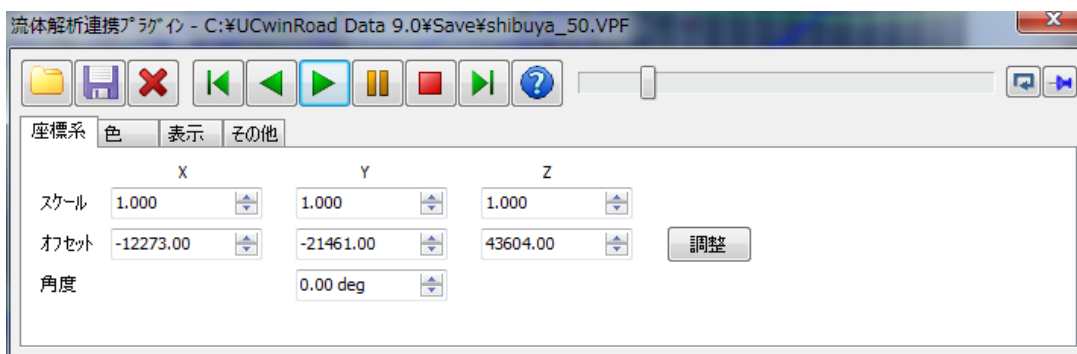 流体解析連携ﾌﾟﾗｸﾞｲﾝ - C:¥UCwinRoad Data 9.0¥Save¥shibuya_50.VPF
座標系 色 表示 その他
X Y Z
ｽｹｰﾙ 1.000 1.000 1.000
ｵﾌｾｯﾄ -12273.00 -21461.00 43604.00 調整
角度 0.00 deg